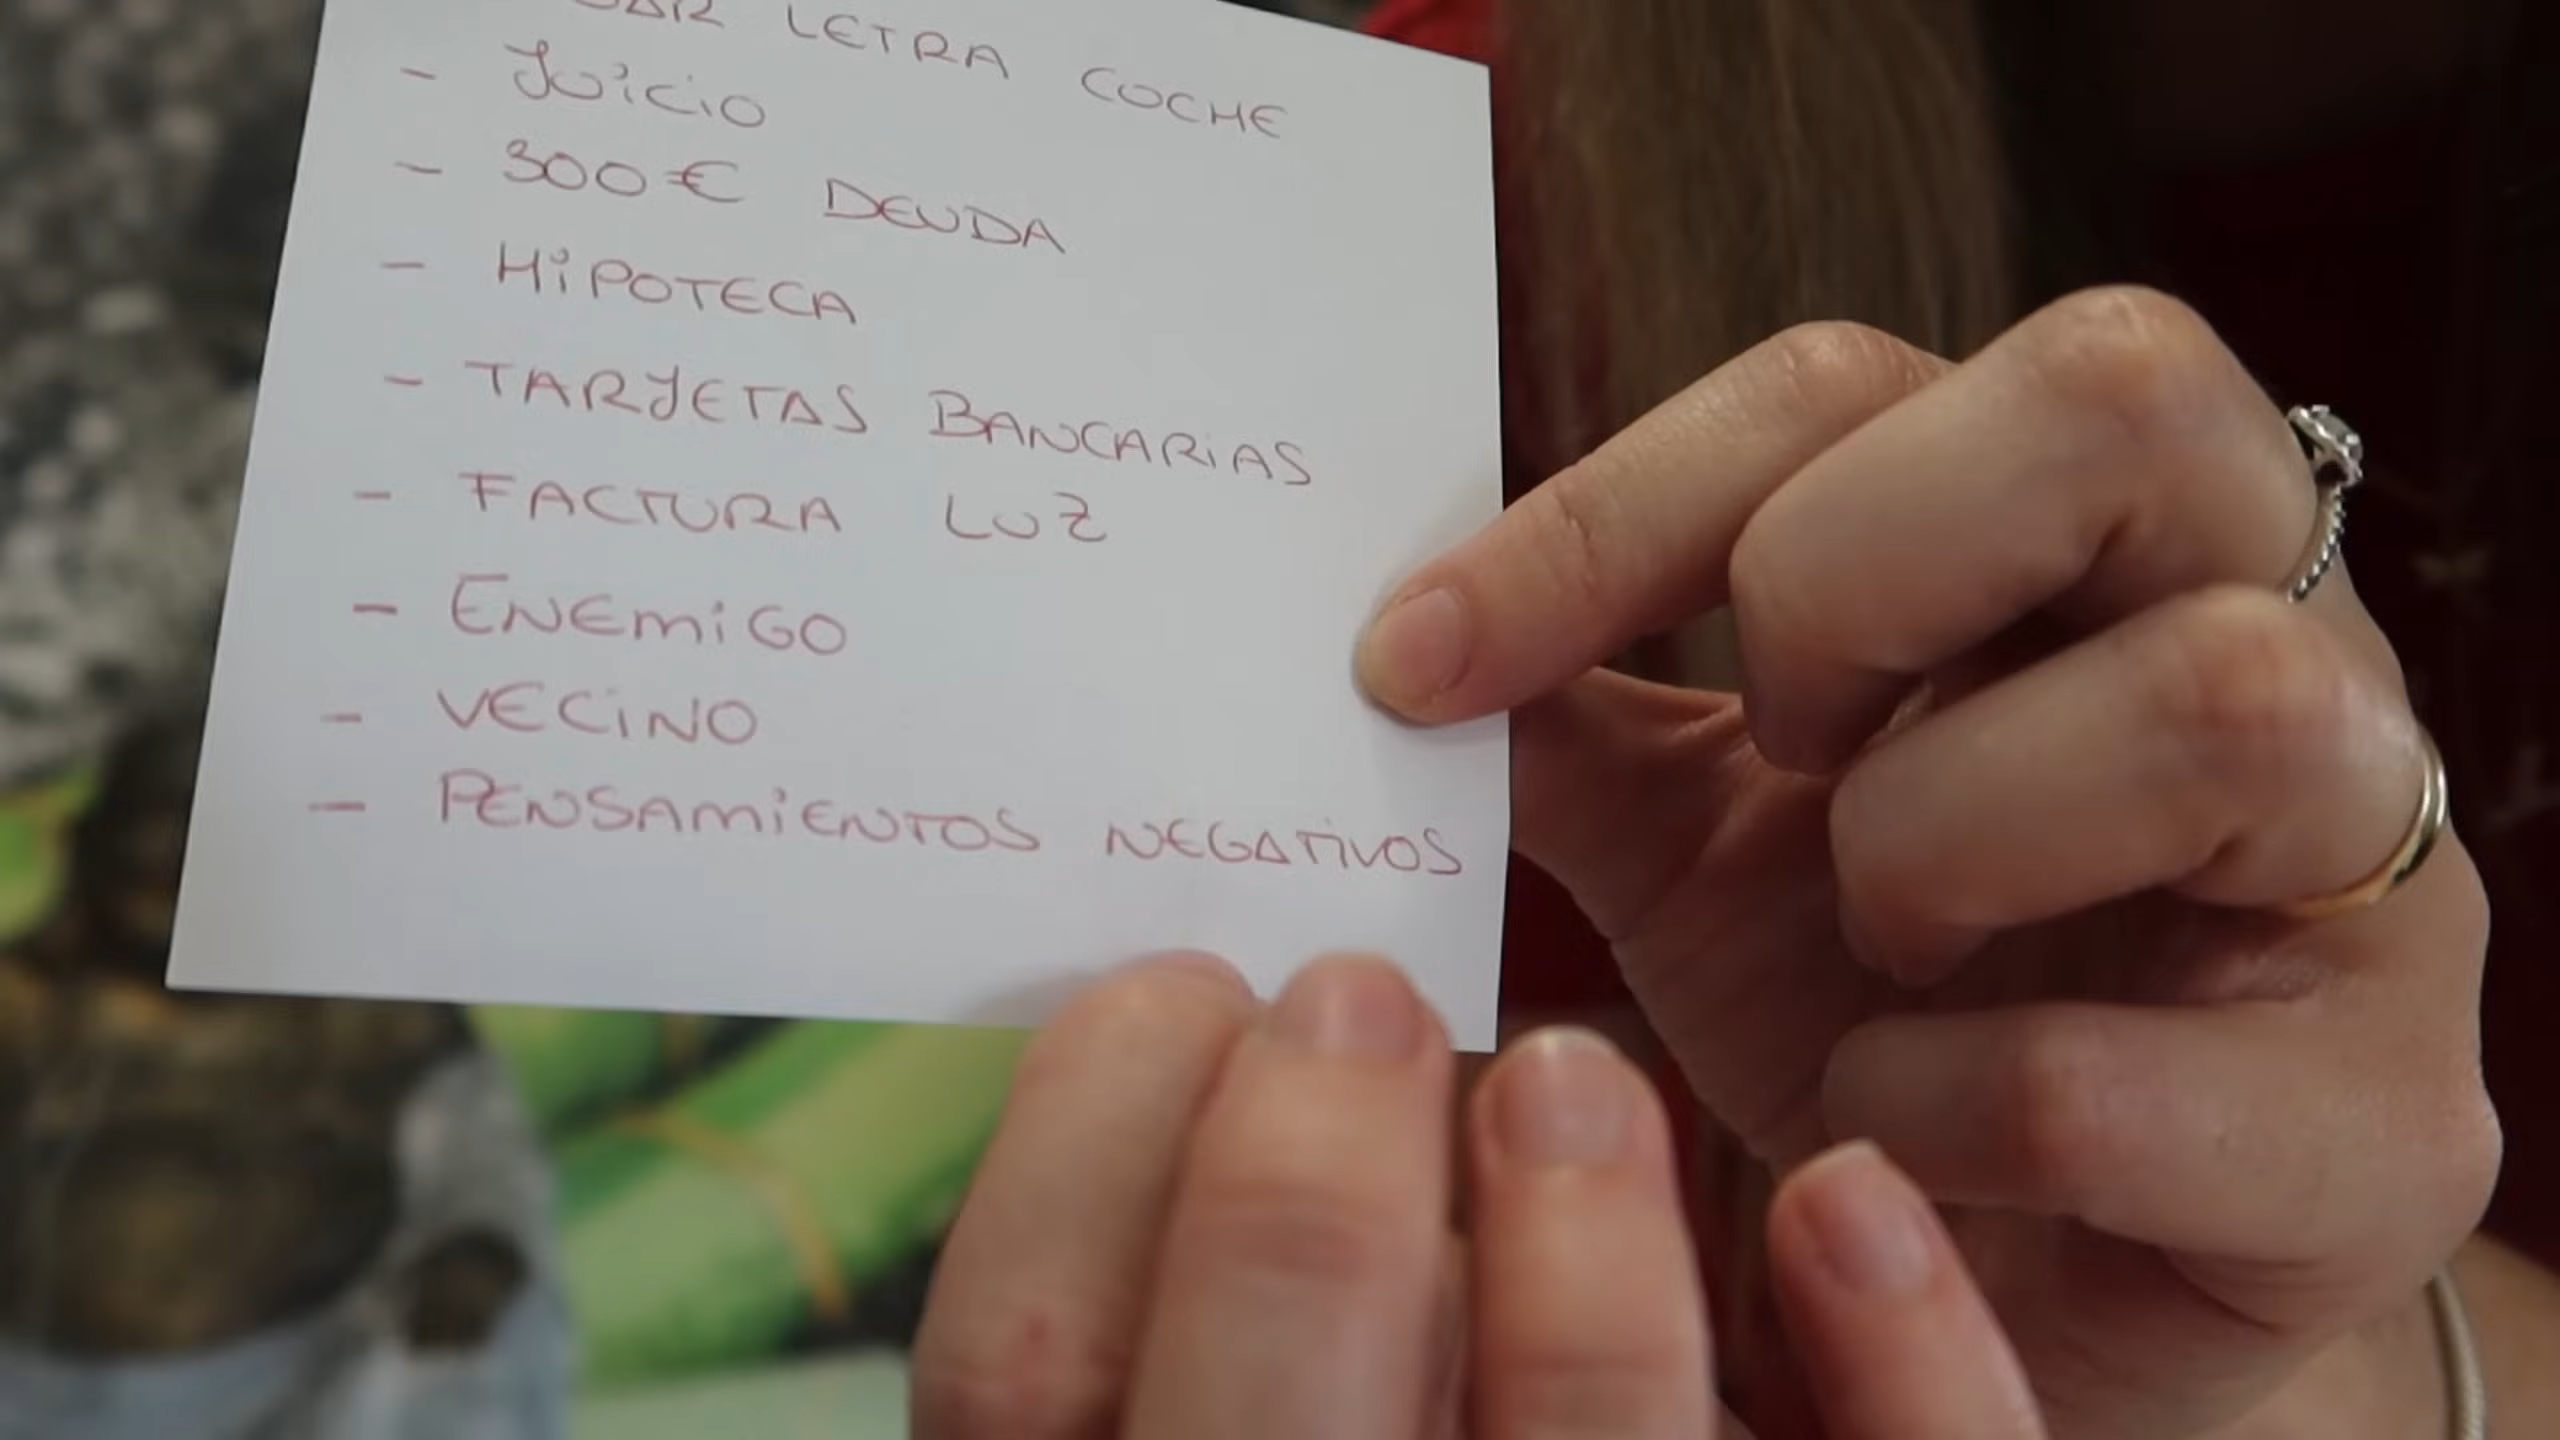 LETRA COCHE
- JUiCiO
- 300€ DEUDA
- HiPOTECA
- TARJETAS BANCARiAS
- FACTURA LUZ
- ENEMiGO
- VECiNO
- PENSAMiENTOS NEGATiVOS